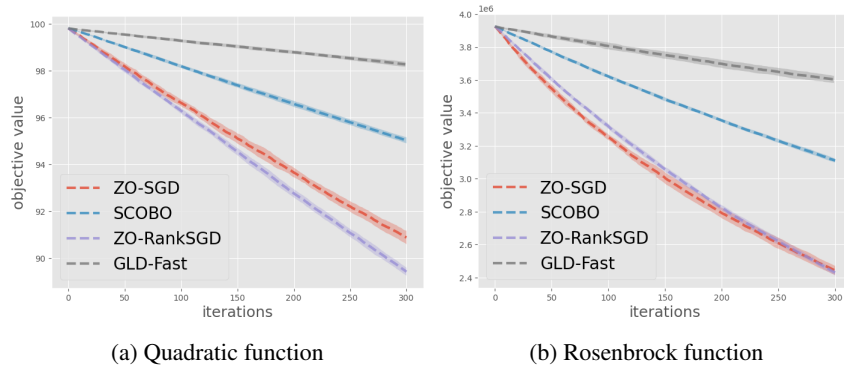 100
98
96
94
92
90
objective value
ZO-SGD
SCOBO
ZO-RankSGD
GLD-Fast
0 50 100 150 200 250 300
iterations
(a) Quadratic function
1e6
4.0
3.8
3.6
3.4
3.2
3.0
2.8
2.6
2.4
objective value
ZO-SGD
SCOBO
ZO-RankSGD
GLD-Fast
0 50 100 150 200 250 300
iterations
(b) Rosenbrock function